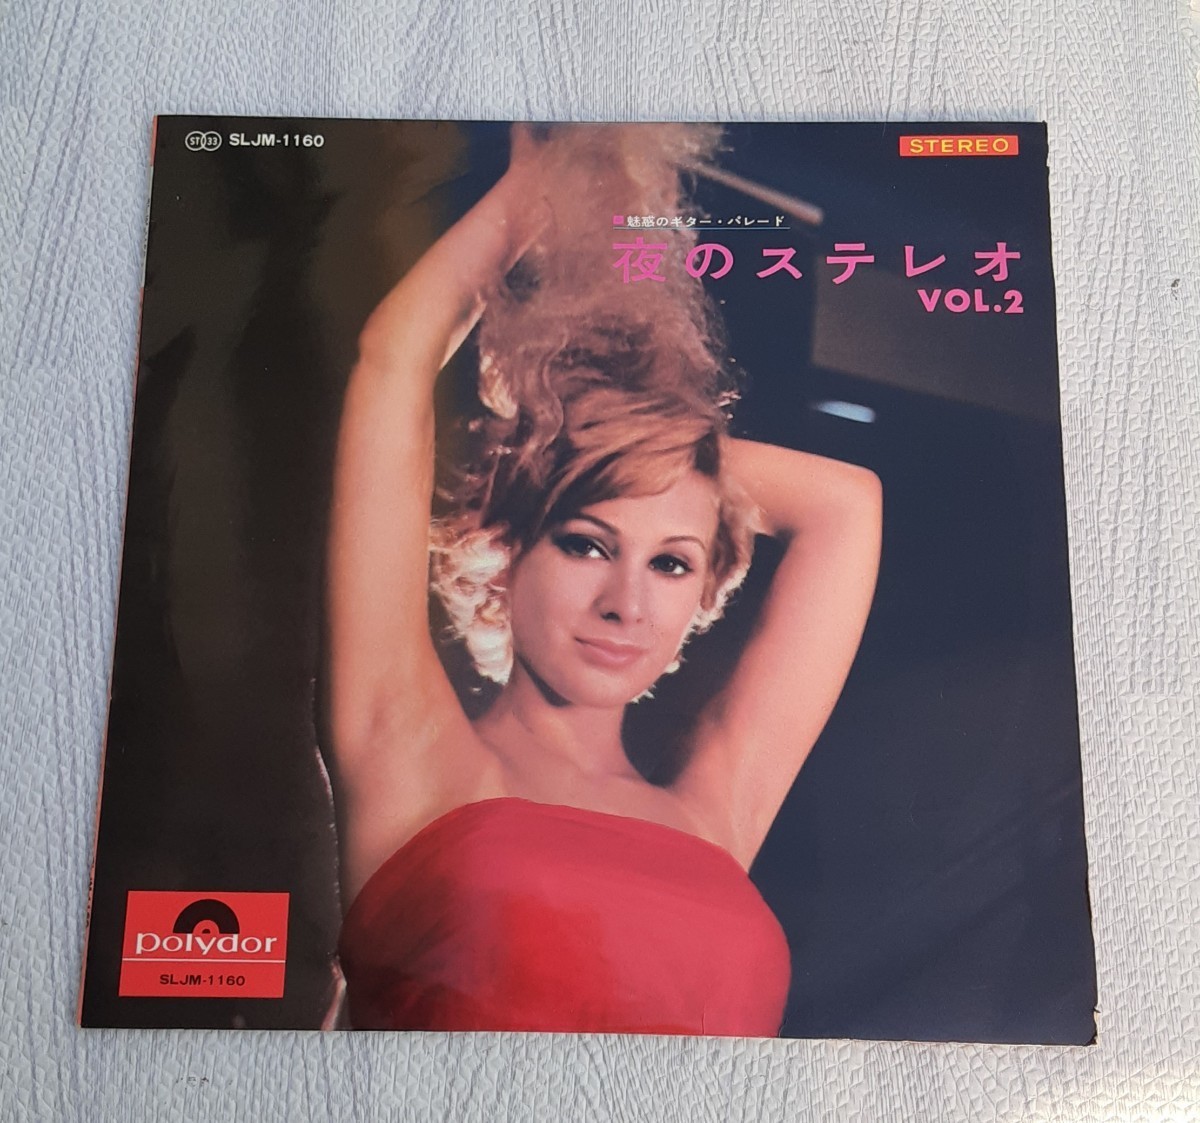 ST 33 SLJM-1160
STEREO
魅惑のギター・パレード
夜のステレオ
VOL.2
polydor
SLJM-1160